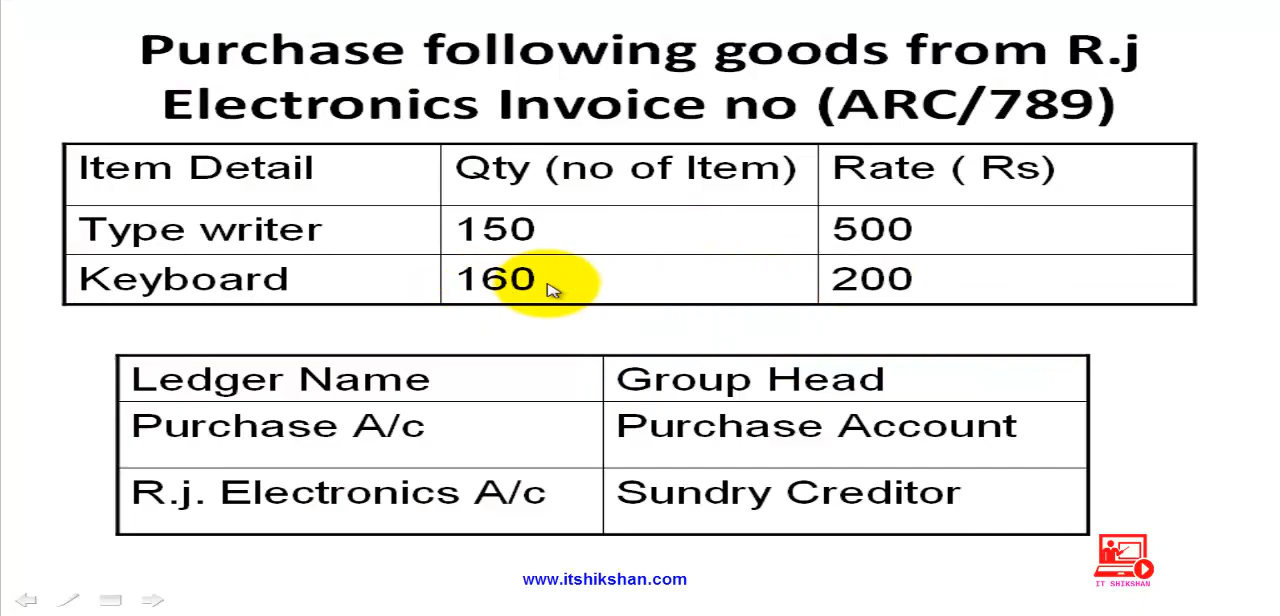 Purchase following goods from R.j
Electronics Invoice no (ARC/789)
Item Detail Qty (no of Item) Rate ( Rs)
Type writer 150 500
Keyboard 160 200
Ledger Name Group Head
Purchase A/c Purchase Account
R.j. Electronics A/c Sundry Creditor
www.itshikshan.com
IT SHIKSHAN